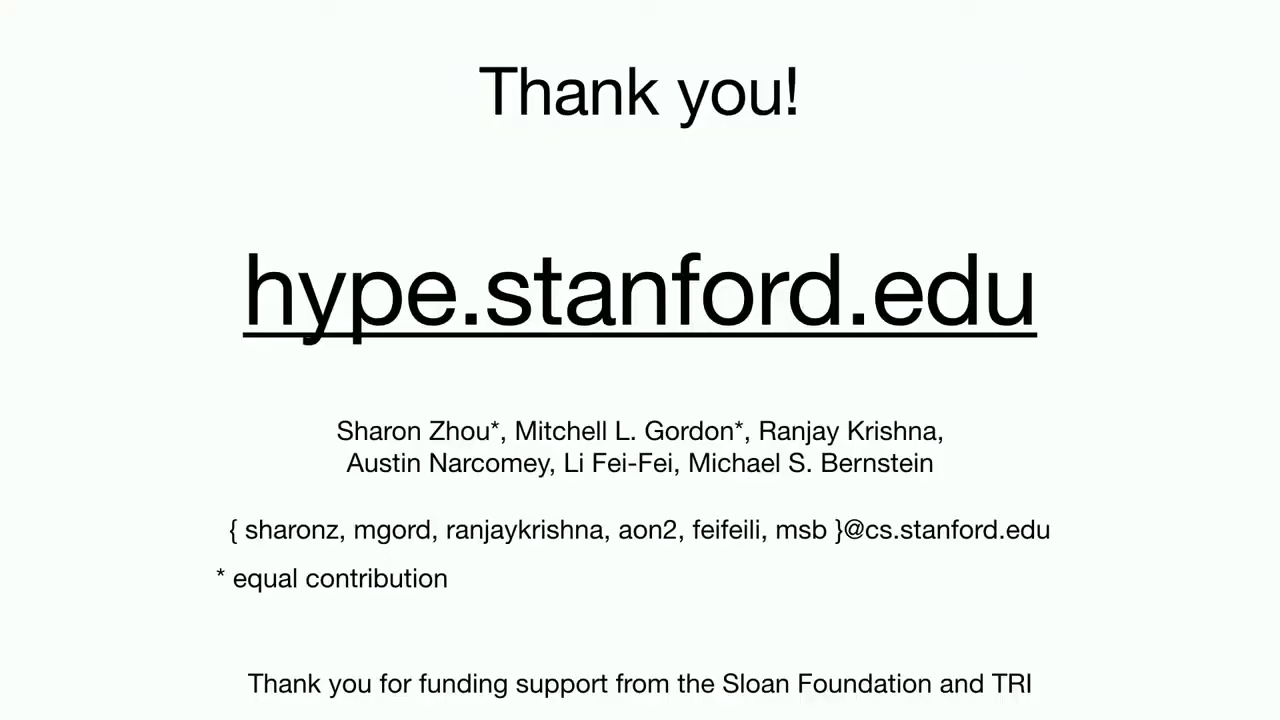 Thank you!
hype.stanford.edu
Sharon Zhou*, Mitchell L. Gordon*, Ranjay Krishna,
Austin Narcomey, Li Fei-Fei, Michael S. Bernstein
{ sharonz, mgord, ranjaykrishna, aon2, feifeili, msb }@cs.stanford.edu
* equal contribution
Thank you for funding support from the Sloan Foundation and TRI